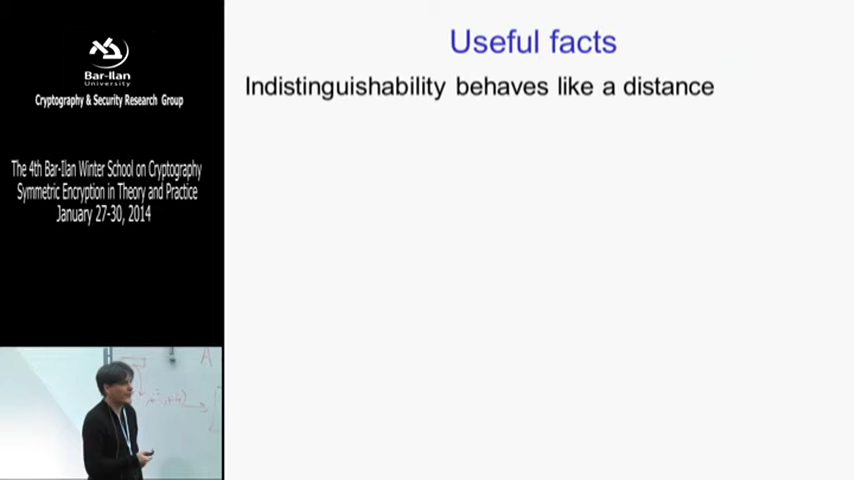 Bar-Ilan
University
Cryptography & Security Research Group
The 4th Bar-Ilan Winter School on Cryptography
Symmetric Encryption in Theory and Practice
January 27-30, 2014
Useful facts
Indistinguishability behaves like a distance
A